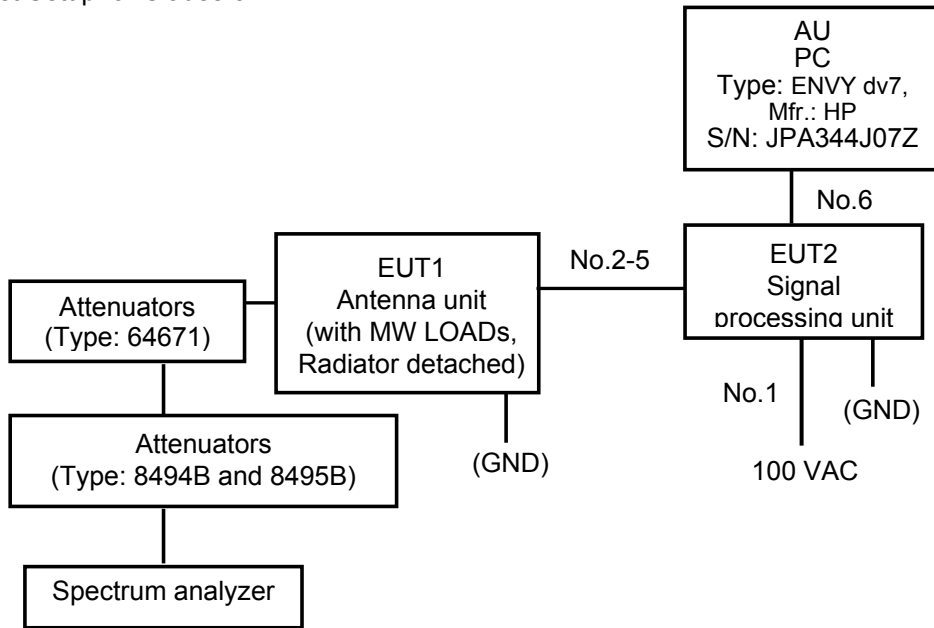 AU
PC
Type: ENVY dv7,
Mfr.: HP
S/N: JPA344J07Z
No.6
EUT1
Antenna unit
(with MW LOADs,
Radiator detached)
No.2-5
EUT2
Signal
processing unit
Attenuators
(Type: 64671)
No.1
(GND)
(GND)
100 VAC
Attenuators
(Type: 8494B and 8495B)
Spectrum analyzer